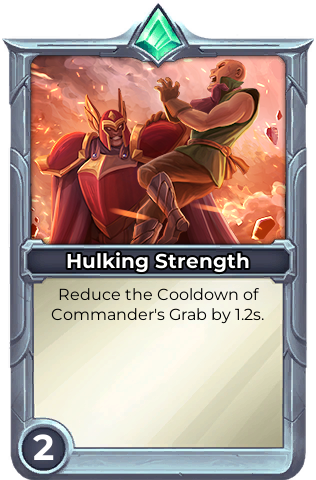 Hulking Strength
Reduce the Cooldown of
Commander's Grab by 1.2s.
2